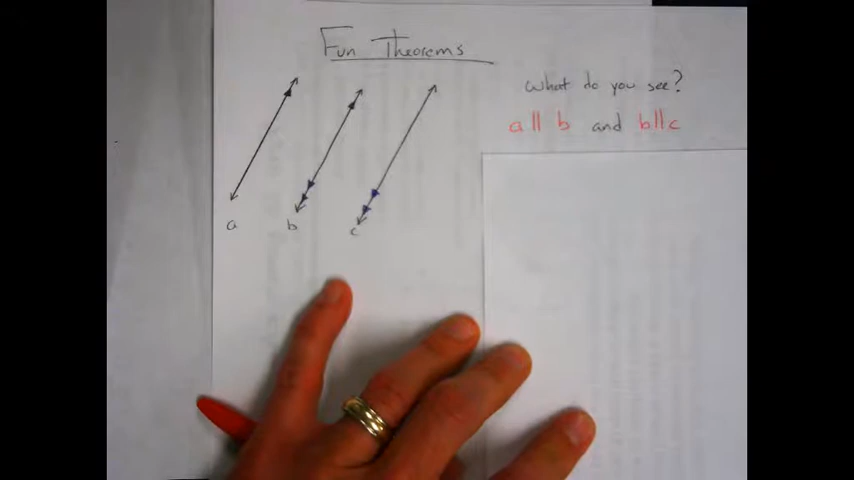 Fun Theorems
What do you see?
a || b and b || c
a b c